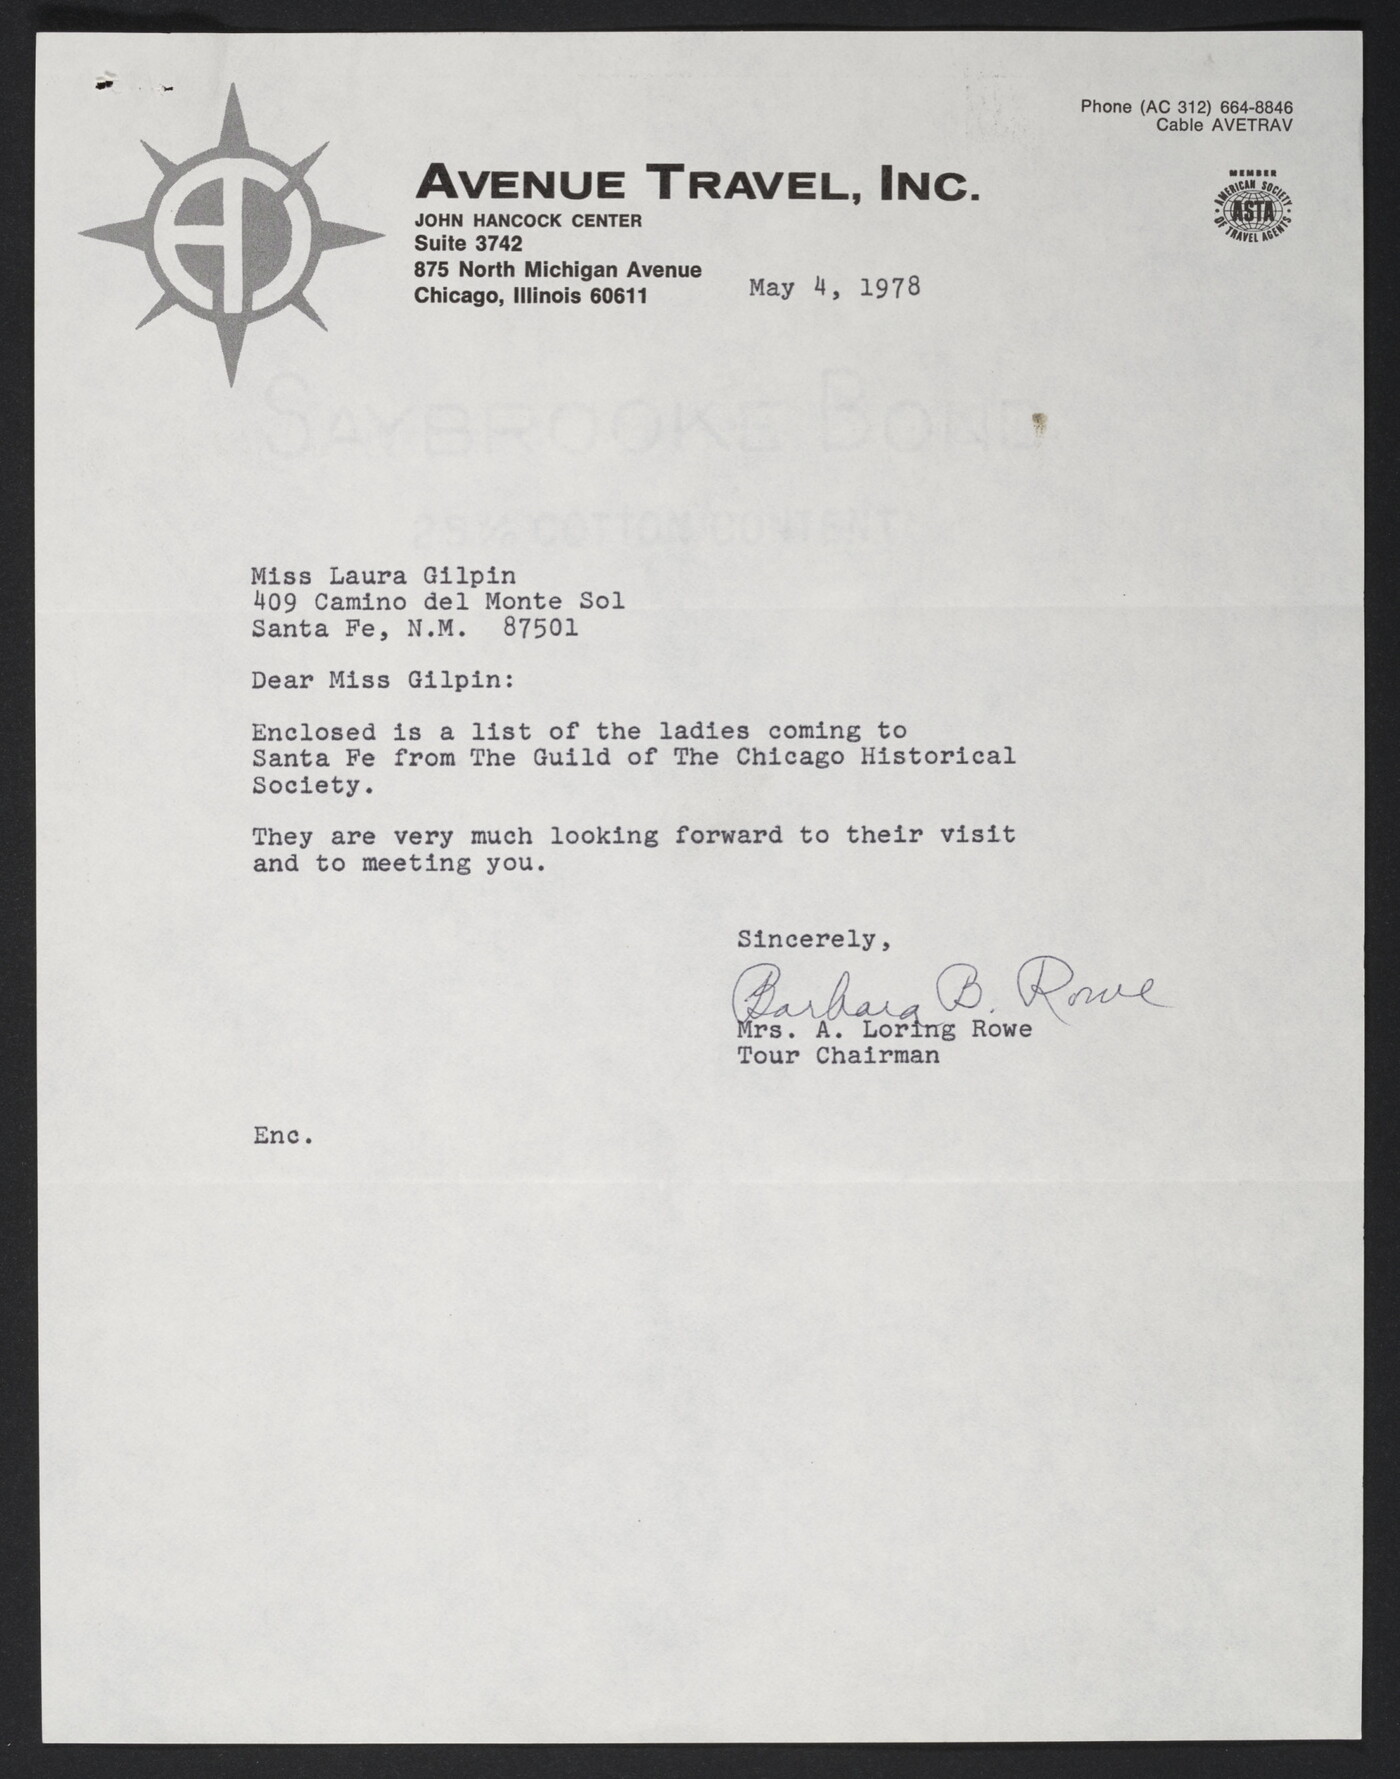 Phone (AC 312) 664-8846
Cable AVETRAV
AVENUE TRAVEL, INC.
JOHN HANCOCK CENTER
Suite 3742
875 North Michigan Avenue
Chicago, Illinois 60611
MEMBER
AMERICAN SOCIETY
ASTA
OF TRAVEL AGENTS
May 4, 1978
SAYBROOKE BOND
25% COTTON CONTENT
Miss Laura Gilpin
409 Camino del Monte Sol
Santa Fe, N.M.  87501
Dear Miss Gilpin:
Enclosed is a list of the ladies coming to
Santa Fe from The Guild of The Chicago Historical
Society.
They are very much looking forward to their visit
and to meeting you.
Sincerely,
Barbara B. Rowe
Mrs. A. Loring Rowe
Tour Chairman
Enc.